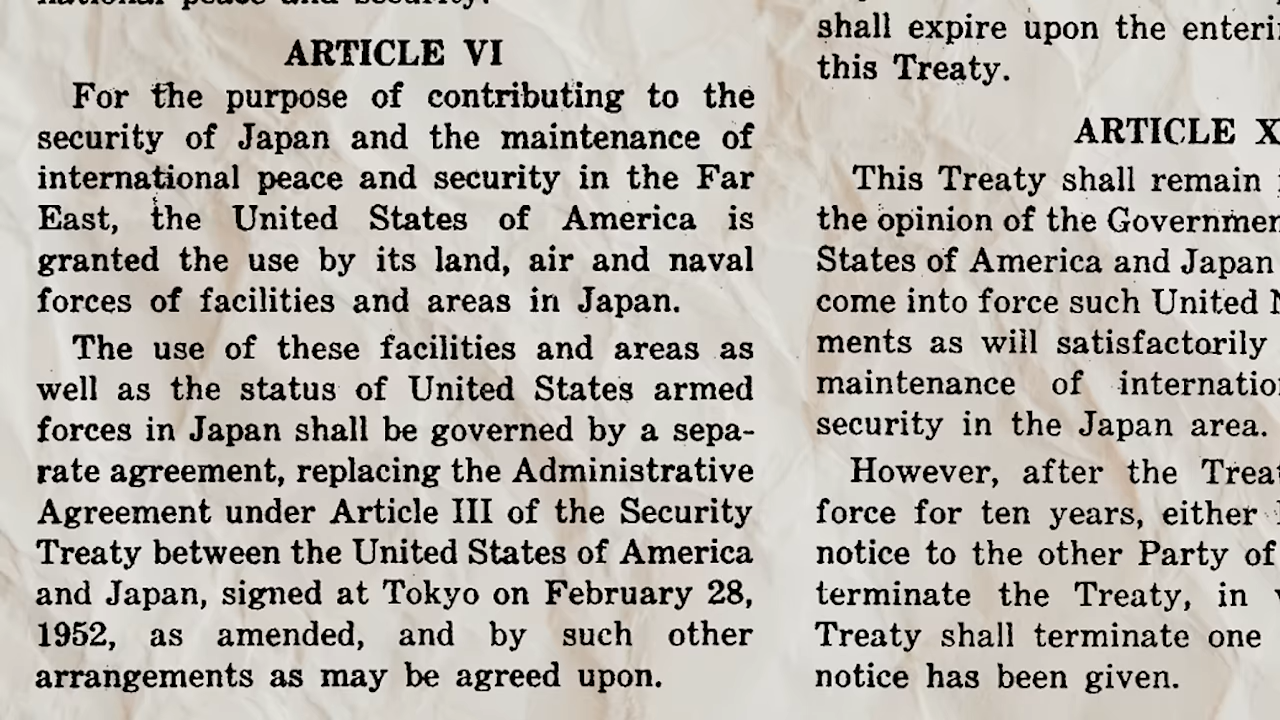 national peace and security.
ARTICLE VI
For the purpose of contributing to the
security of Japan and the maintenance of
international peace and security in the Far
East, the United States of America is
granted the use by its land, air and naval
forces of facilities and areas in Japan.
The use of these facilities and areas as
well as the status of United States armed
forces in Japan shall be governed by a sepa-
rate agreement, replacing the Administrative
Agreement under Article III of the Security
Treaty between the United States of America
and Japan, signed at Tokyo on February 28,
1952, as amended, and by such other
arrangements as may be agreed upon.
shall expire upon the enteri
this Treaty.
ARTICLE X
This Treaty shall remain
the opinion of the Governmen
States of America and Japan
come into force such United N
ments as will satisfactorily
maintenance of internation
security in the Japan area.
However, after the Treat
force for ten years, either
notice to the other Party of
terminate the Treaty, in
Treaty shall terminate one
notice has been given.